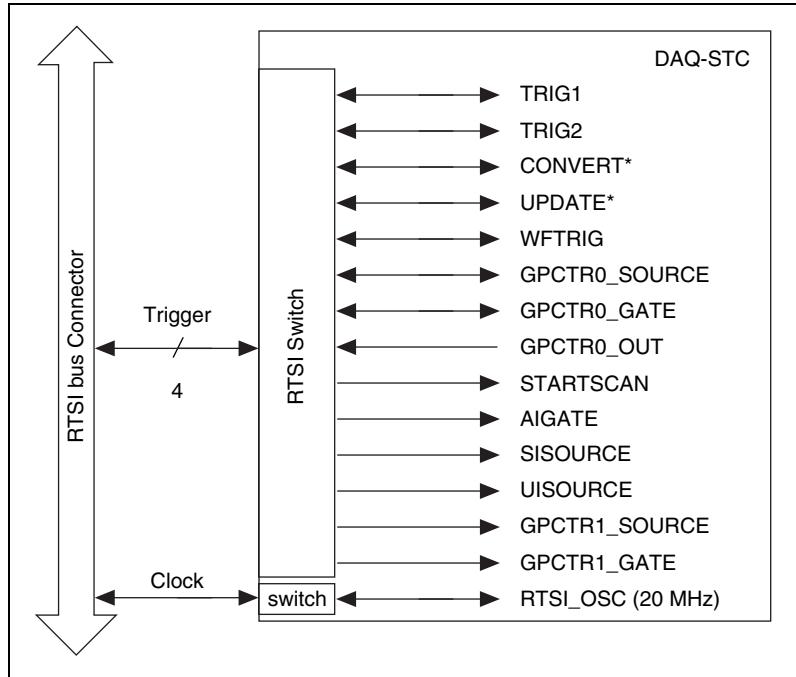 DAQ-STC
TRIG1
TRIG2
CONVERT*
UPDATE*
WFTRIG
GPCTR0_SOURCE
GPCTR0_GATE
GPCTR0_OUT
STARTSCAN
AIGATE
SISOURCE
UISOURCE
GPCTR1_SOURCE
GPCTR1_GATE
RTSI_OSC (20 MHz)
RTSI Switch
switch
Trigger
4
Clock
RTSI bus Connector